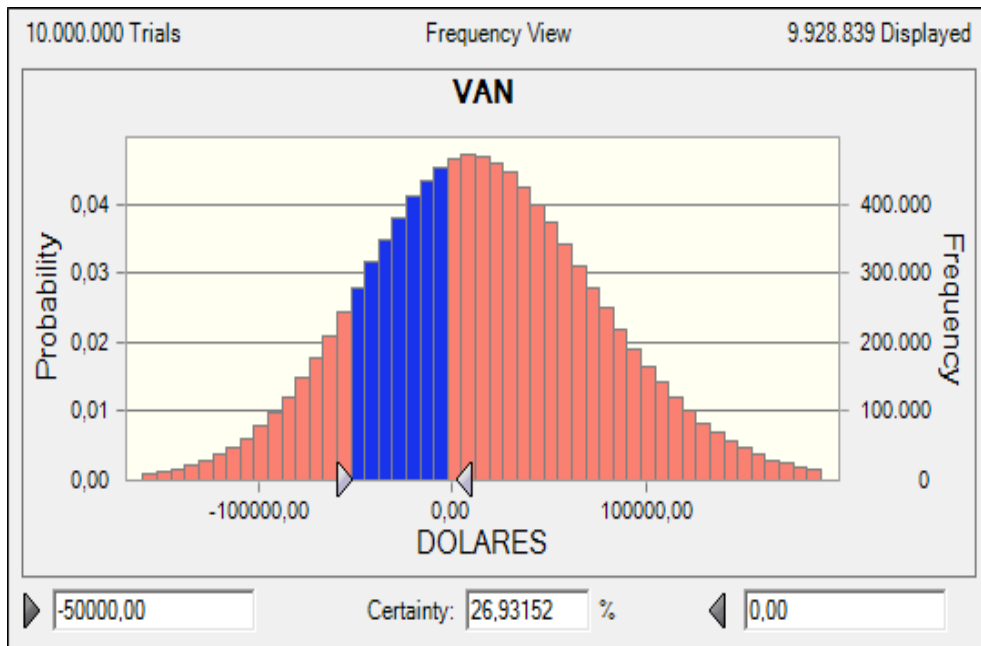 10.000.000 Trials Frequency View 9.928.839 Displayed
VAN
Probability
0,04
0,03
0,02
0,01
0,00
400.000
300.000
200.000
100.000
0
Frequency
-100000,00 0,00 100000,00
DOLARES
-50000,00 Certainty: 26,93152 % 0,00